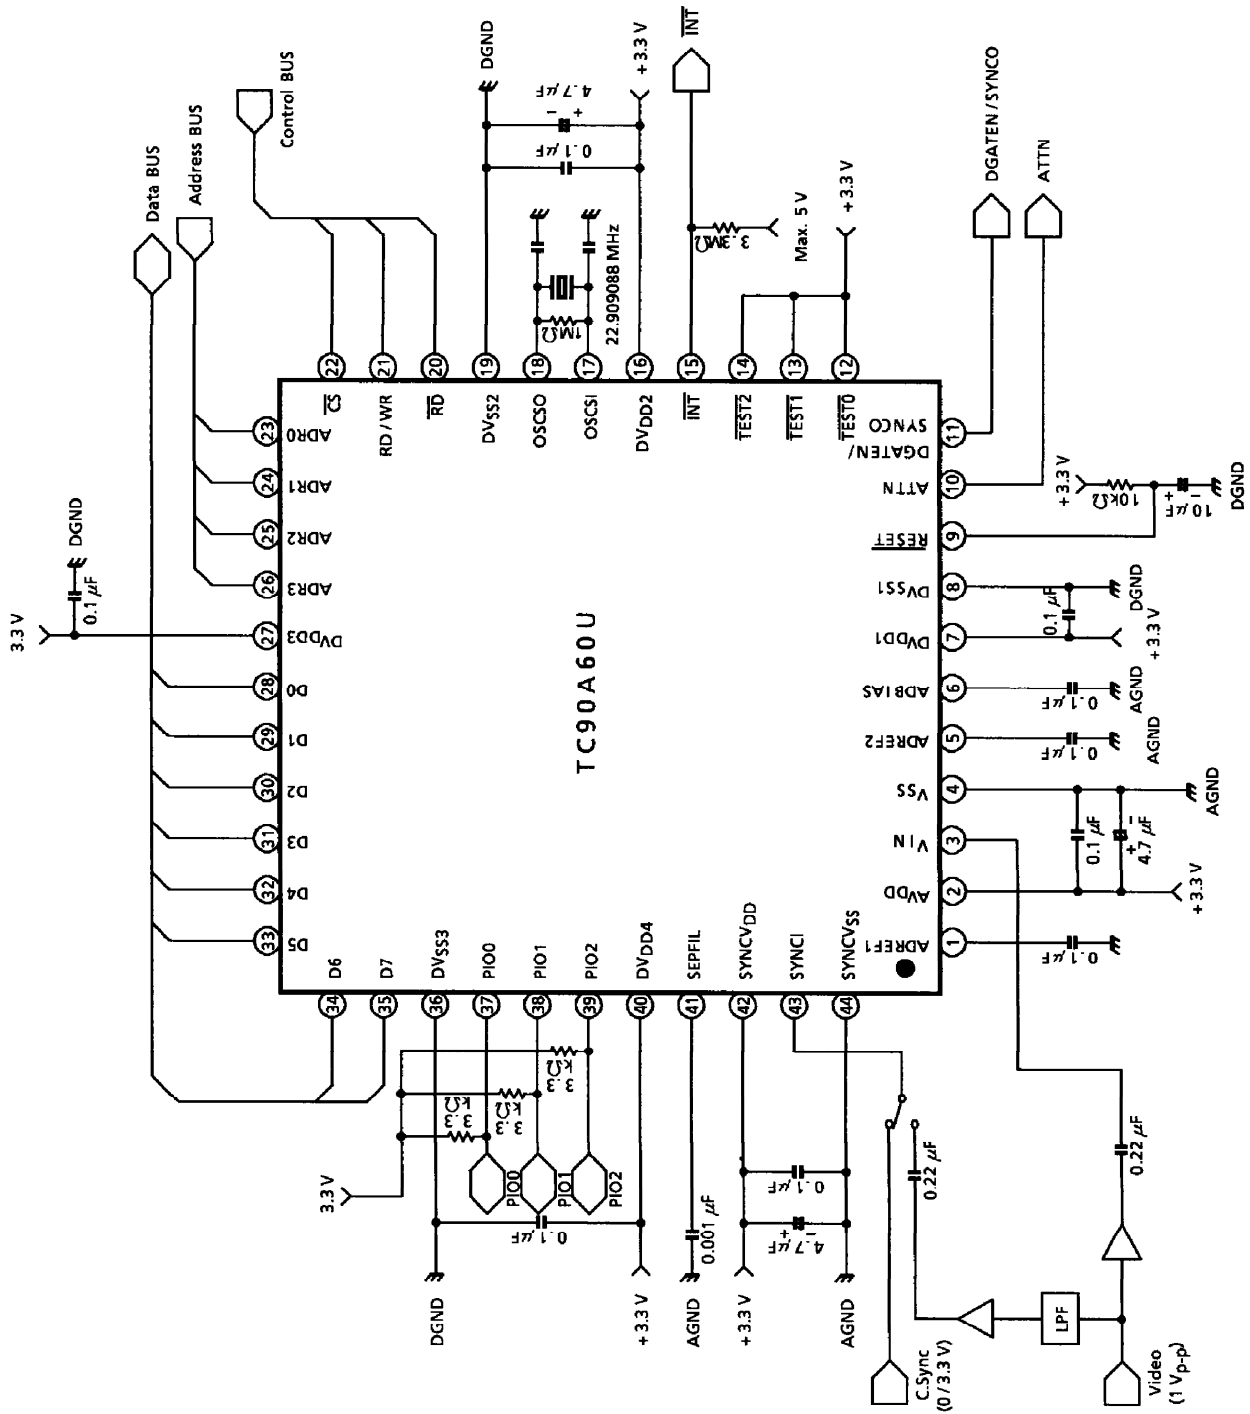 Data BUS
Address BUS
Control BUS
DGND
4.7 μF
0.1 μF
+3.3 V
INT
DGATEN/SYNCO
ATTN
3.3MΩ
Max. 5 V
+3.3 V
1MΩ
22.909088 MHz
22
21
20
19
18
17
16
15
14
13
12
CS
RD/WR
RD
DVSS2
OSCSO
OSCSI
DVDD2
INT
TEST2
TEST1
TEST0
3.3 V
DGND
0.1 μF
23
ADR0
24
ADR1
25
ADR2
26
ADR3
27
DVDD3
28
D0
29
D1
30
D2
31
D3
32
D4
33
D5
TC90A60U
DGATEN/
SYNCO
11
ATTN
10
RESET
9
DVSS1
8
DVDD1
7
ADBIAS
6
ADREF2
5
VSS
4
VIN
3
AVDD
2
ADREF1
1
+3.3 V
10kΩ
10 μF
+
-
DGND
0.1 μF
DGND
+3.3 V
0.1 μF
AGND
0.1 μF
AGND
0.1 μF
+ -
4.7 μF
AGND
+3.3 V
0.1 μF
D6
D7
DVSS3
PIO0
PIO1
PIO2
DVDD4
SEPFIL
SYNCVDD
SYNCI
SYNCVSS
34
35
36
37
38
39
40
41
42
43
44
3.3 V
3.3
kΩ
3.3
kΩ
3.3
kΩ
PIO0
PIO1
PIO2
0.1 μF
DGND
+3.3 V
0.001 μF
AGND
+3.3 V
0.1 μF
4.7 μF
+ -
AGND
0.22 μF
0.22 μF
LPF
C.Sync
(0 / 3.3 V)
Video
(1 Vp-p)